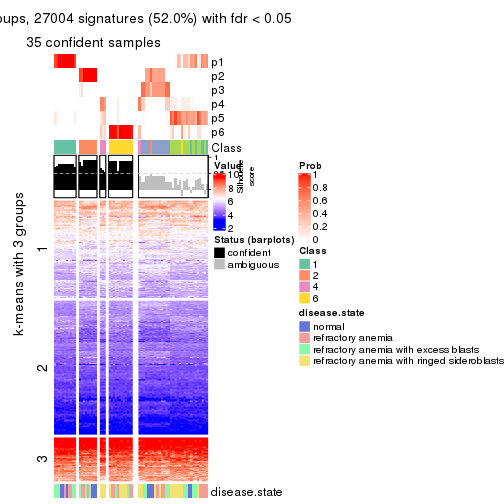 oups, 27004 signatures (52.0%) with fdr < 0.05
35 confident samples
p1
p2
p3
p4
p5
p6
Class
1
Silhouette
score
Value
10
8
6
4
2
Status (barplots)
confident
ambiguous
Prob
1
0.8
0.6
0.4
0.2
0
Class
1
2
4
6
disease.state
normal
refractory anemia
refractory anemia with excess blasts
refractory anemia with ringed sideroblasts
k-means with 3 groups
1
2
3
disease.state